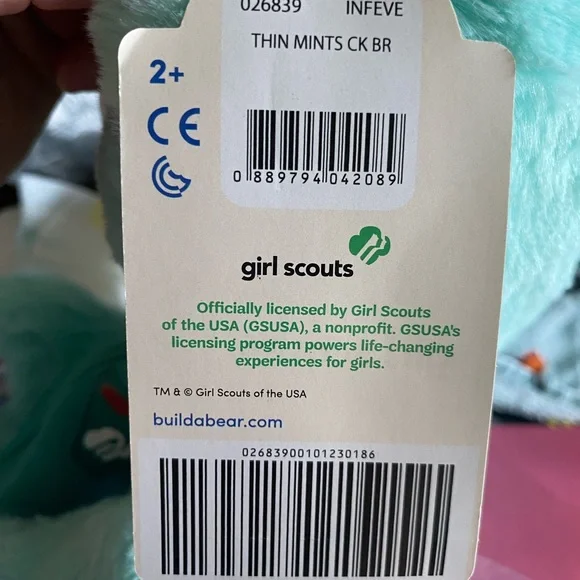 026839 INFEVE
THIN MINTS CK BR
2+
CE
0 889794 042089
girl scouts
Officially licensed by Girl Scouts
of the USA (GSUSA), a nonprofit. GSUSA's
licensing program powers life-changing
experiences for girls.
TM & © Girl Scouts of the USA
buildabear.com
02683900101230186